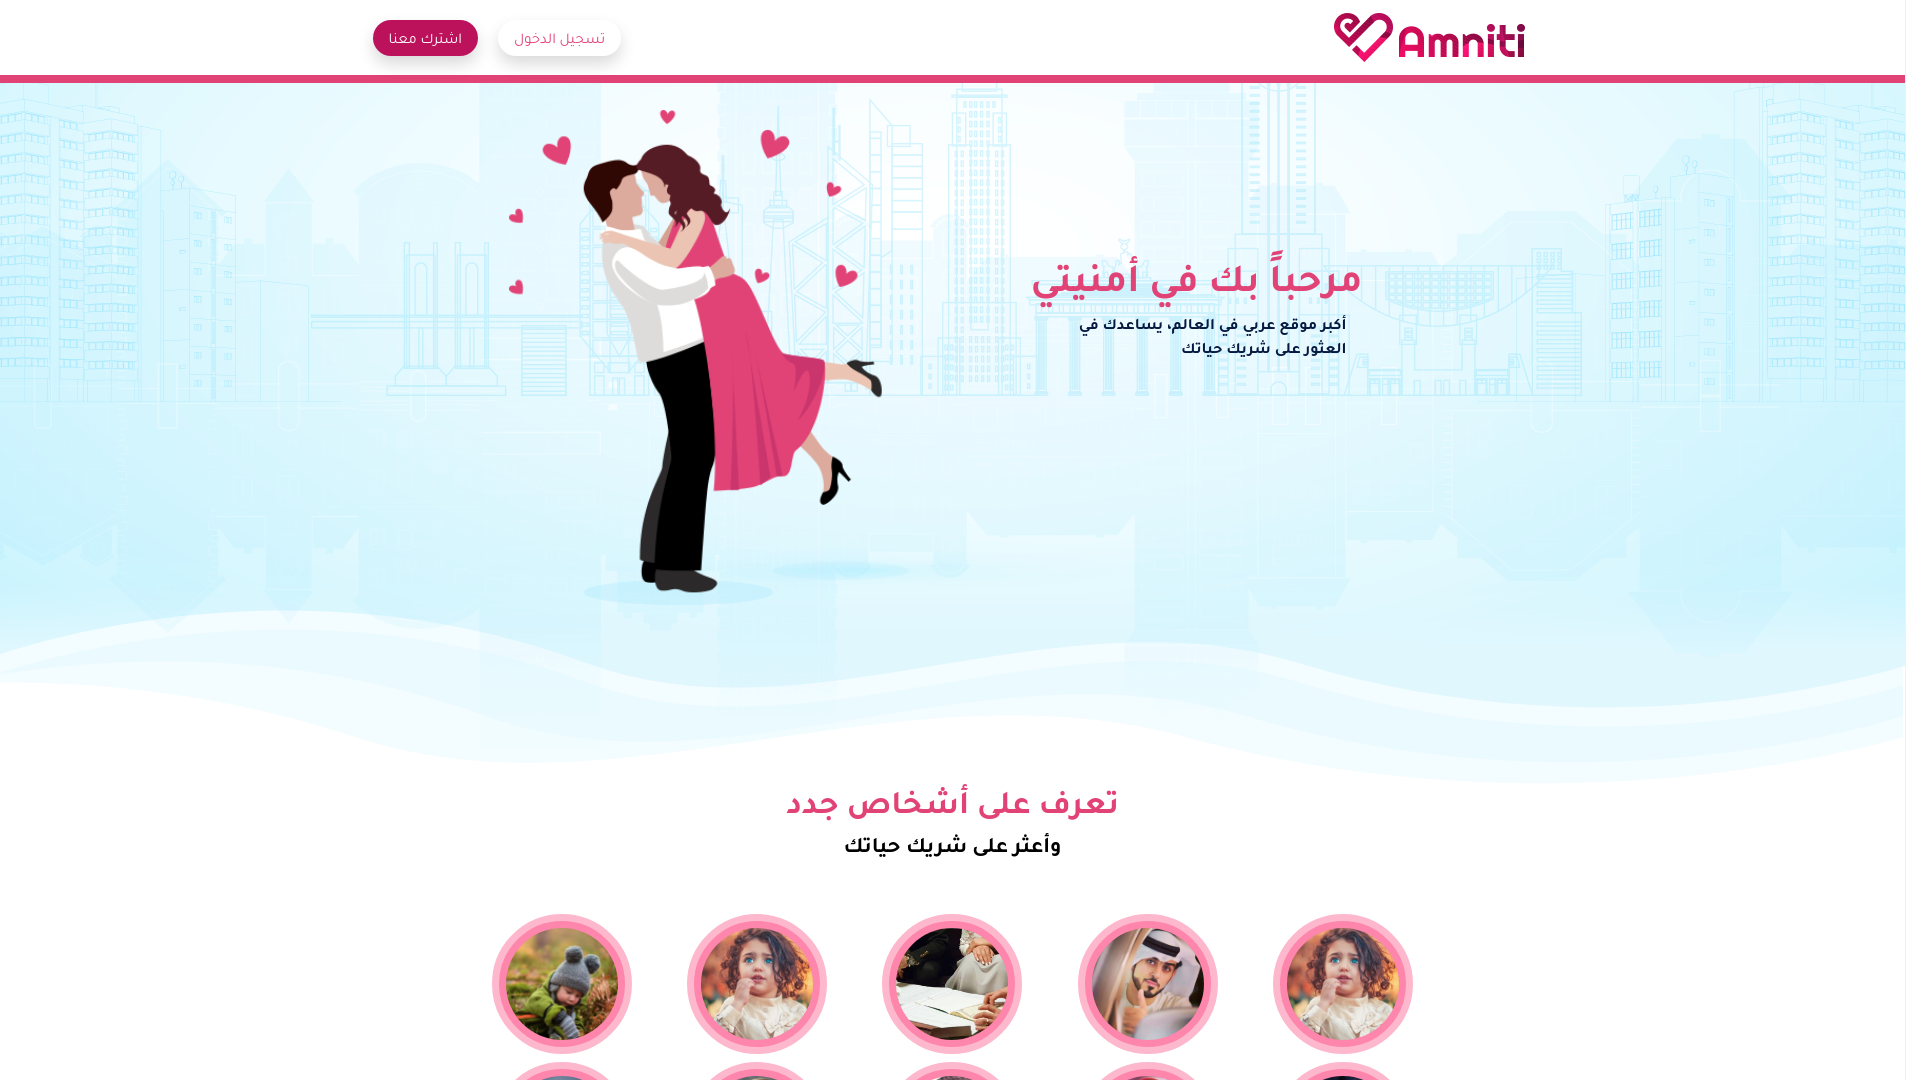 Amniti
تسجيل الدخول
اشترك معنا
مرحباً بك في أمنيتي
أكبر موقع عربي في العالم، يساعدك في
العثور على شريك حياتك
تعرف على أشخاص جدد
وأعثر على شريك حياتك